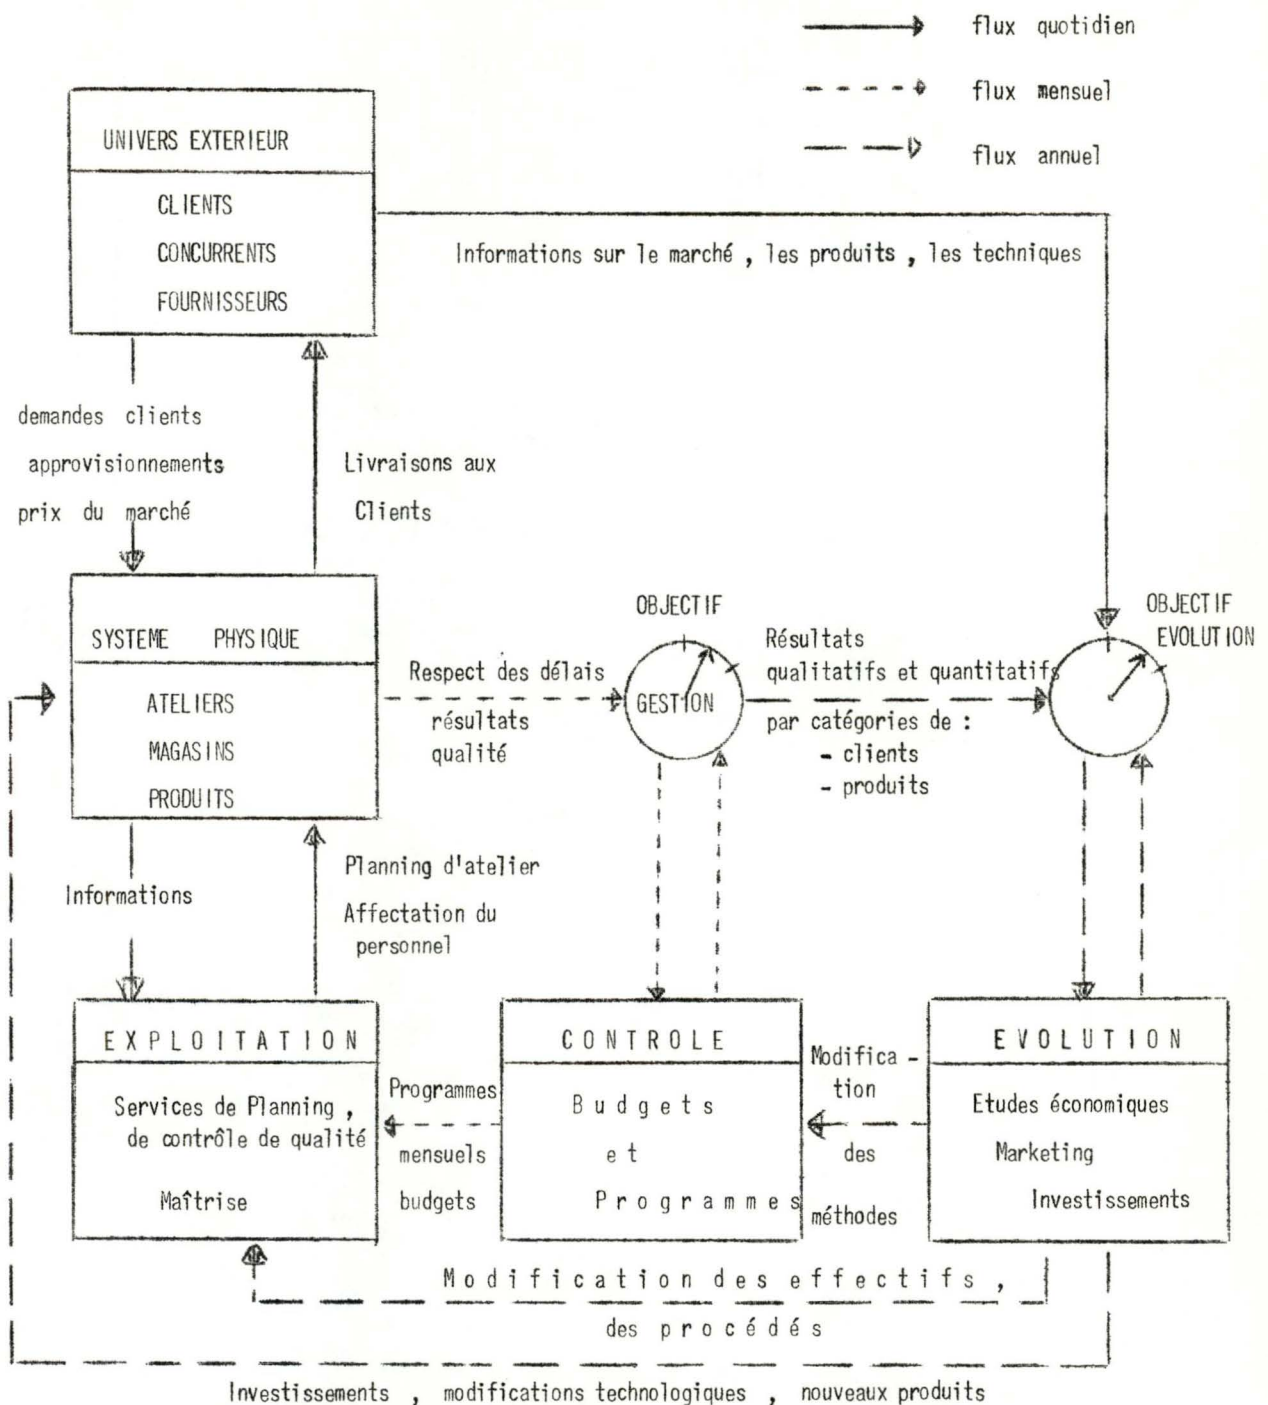 flux quotidien
flux mensuel
flux annuel
UNIVERS EXTERIEUR
CLIENTS
CONCURRENTS
FOURNISSEURS
Informations sur le marché , les produits , les techniques
demandes clients
approvisionnements
prix du marché
Livraisons aux
Clients
SYSTEME PHYSIQUE
ATELIERS
MAGASINS
PRODUITS
Respect des délais
résultats
qualité
OBJECTIF
GESTION
Résultats
qualitatifs et quantitatifs
par catégories de :
- clients
- produits
OBJECTIF
EVOLUTION
Informations
Planning d'atelier
Affectation du
personnel
EXPLOITATION
Services de Planning ,
de contrôle de qualité
Maîtrise
Programmes
mensuels
budgets
CONTROLE
Budgets
et
Programmes
Modifica -
tion
des
méthodes
EVOLUTION
Etudes économiques
Marketing
Investissements
Modification des effectifs ,
des procédés
Investissements , modifications technologiques , nouveaux produits